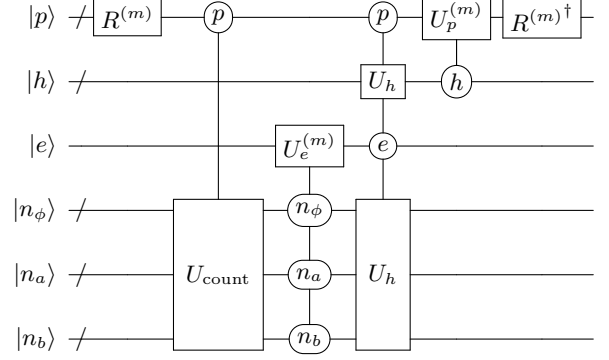 |p⟩ R^(m) p p U_p^(m) R^(m)†
|h⟩ U_h h
|e⟩ U_e^(m) e
|n_ϕ⟩ n_ϕ
|n_a⟩ U_count n_a U_h
|n_b⟩ n_b